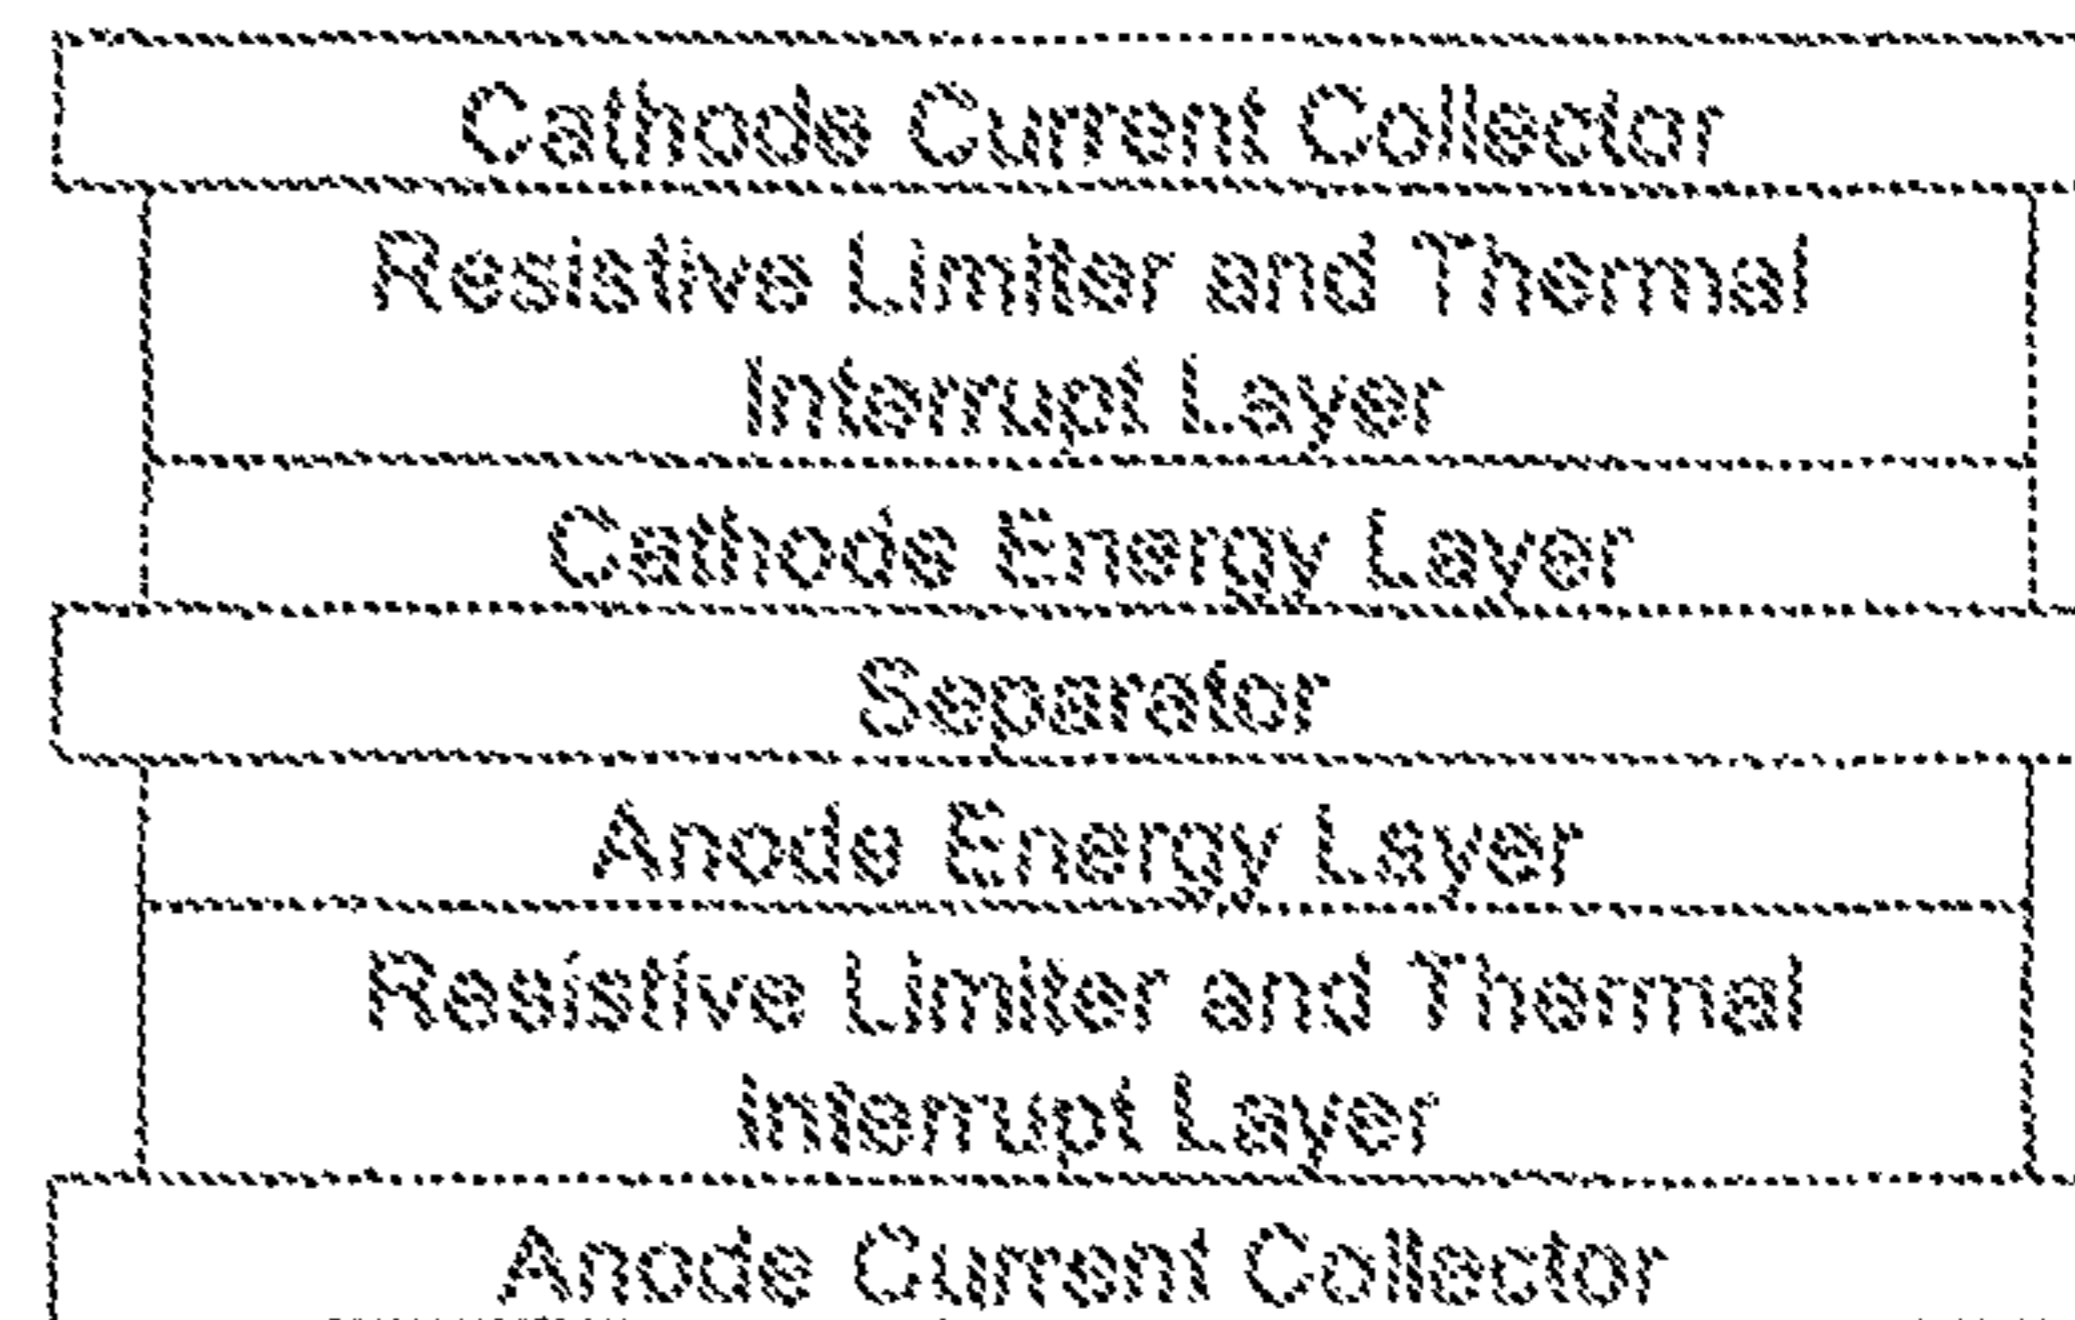 Cathode Current Collector
Resistive Limiter and Thermal
Interrupt Layer
Cathode Energy Layer
Separator
Anode Energy Layer
Resistive Limiter and Thermal
Interrupt Layer
Anode Current Collector